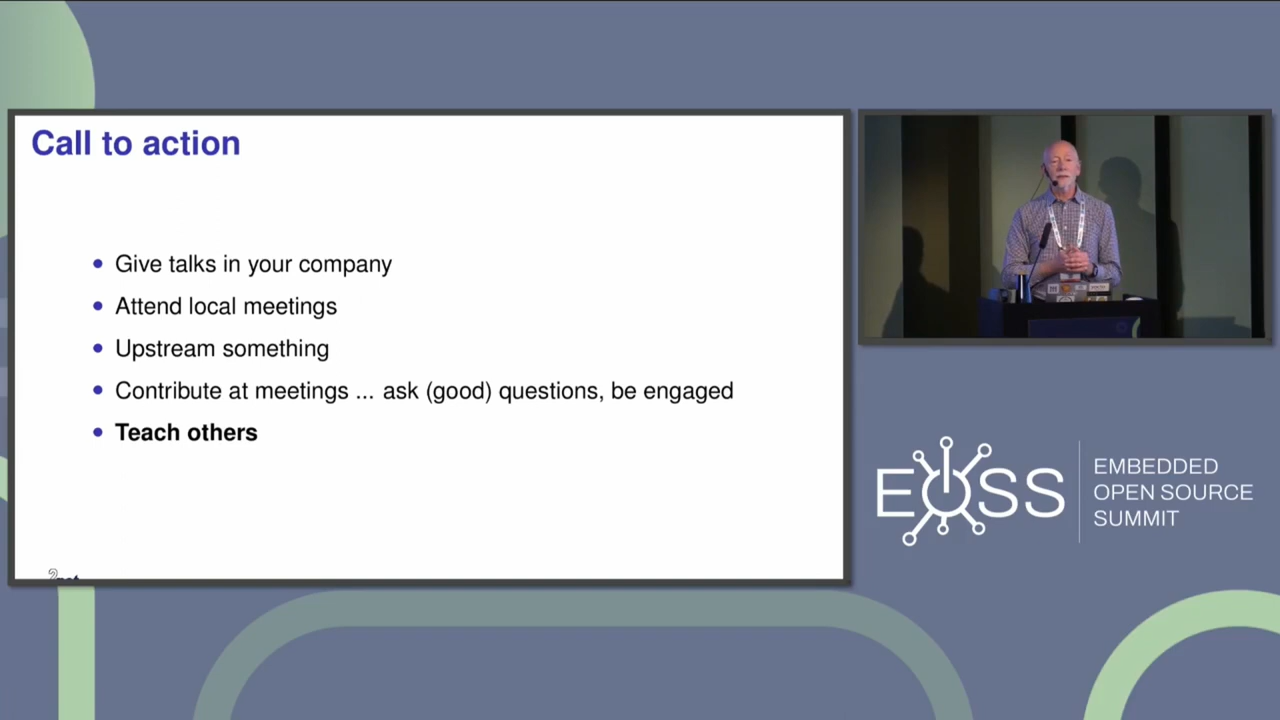 Call to action
Give talks in your company
Attend local meetings
Upstream something
Contribute at meetings ... ask (good) questions, be engaged
Teach others
EOSS
EMBEDDED
OPEN SOURCE
SUMMIT